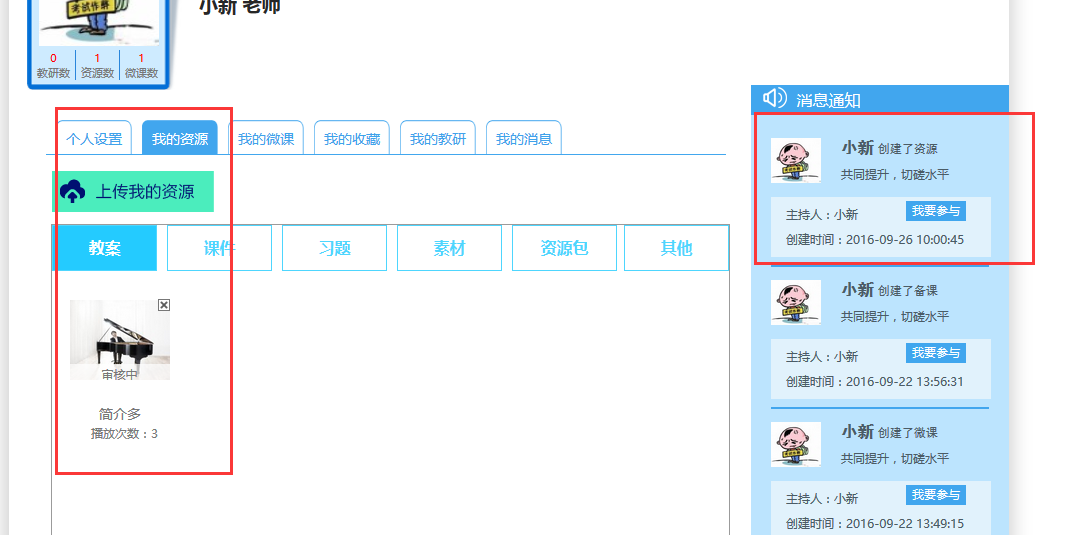 考试作弊
小新 老师
0 1 1
教研数 资源数 微课数
个人设置 我的资源 我的微课 我的收藏 我的教研 我的消息
上传我的资源
教案 课件 习题 素材 资源包 其他
审核中
简介多
播放次数：3
消息通知
小新 创建了资源
共同提升，切磋水平
主持人：小新 我要参与
创建时间：2016-09-26 10:00:45
小新 创建了备课
共同提升，切磋水平
主持人：小新 我要参与
创建时间：2016-09-22 13:56:31
小新 创建了微课
共同提升，切磋水平
主持人：小新 我要参与
创建时间：2016-09-22 13:49:15